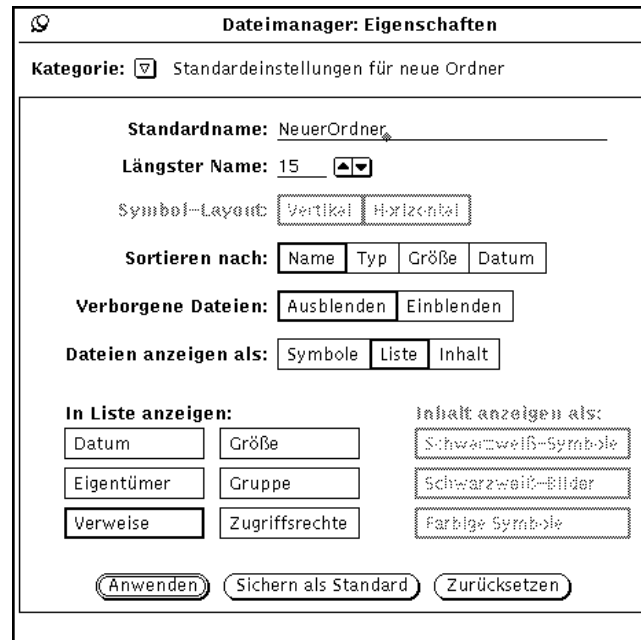 Dateimanager: Eigenschaften
Kategorie: Standardeinstellungen für neue Ordner
Standardname: NeuerOrdner
Längster Name: 15
Symbol-Layout: Vertikal Horizontal
Sortieren nach: Name Typ Größe Datum
Verborgene Dateien: Ausblenden Einblenden
Dateien anzeigen als: Symbole Liste Inhalt
In Liste anzeigen: Inhalt anzeigen als:
Datum Größe Schwarzweiß-Symbole
Eigentümer Gruppe Schwarzweiß-Bilder
Verweise Zugriffsrechte Farbige Symbole
Anwenden Sichern als Standard Zurücksetzen